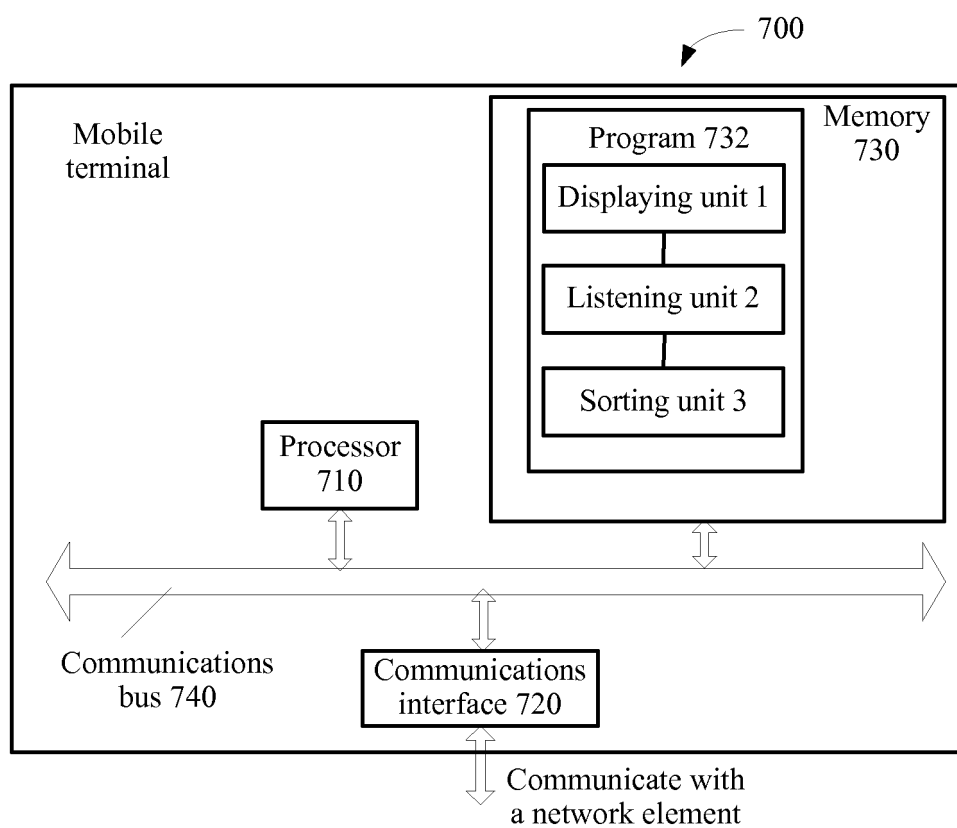 700
Mobile
terminal
Memory
730
Program 732
Displaying unit 1
Listening unit 2
Sorting unit 3
Processor
710
Communications
bus 740
Communications
interface 720
Communicate with
a network element